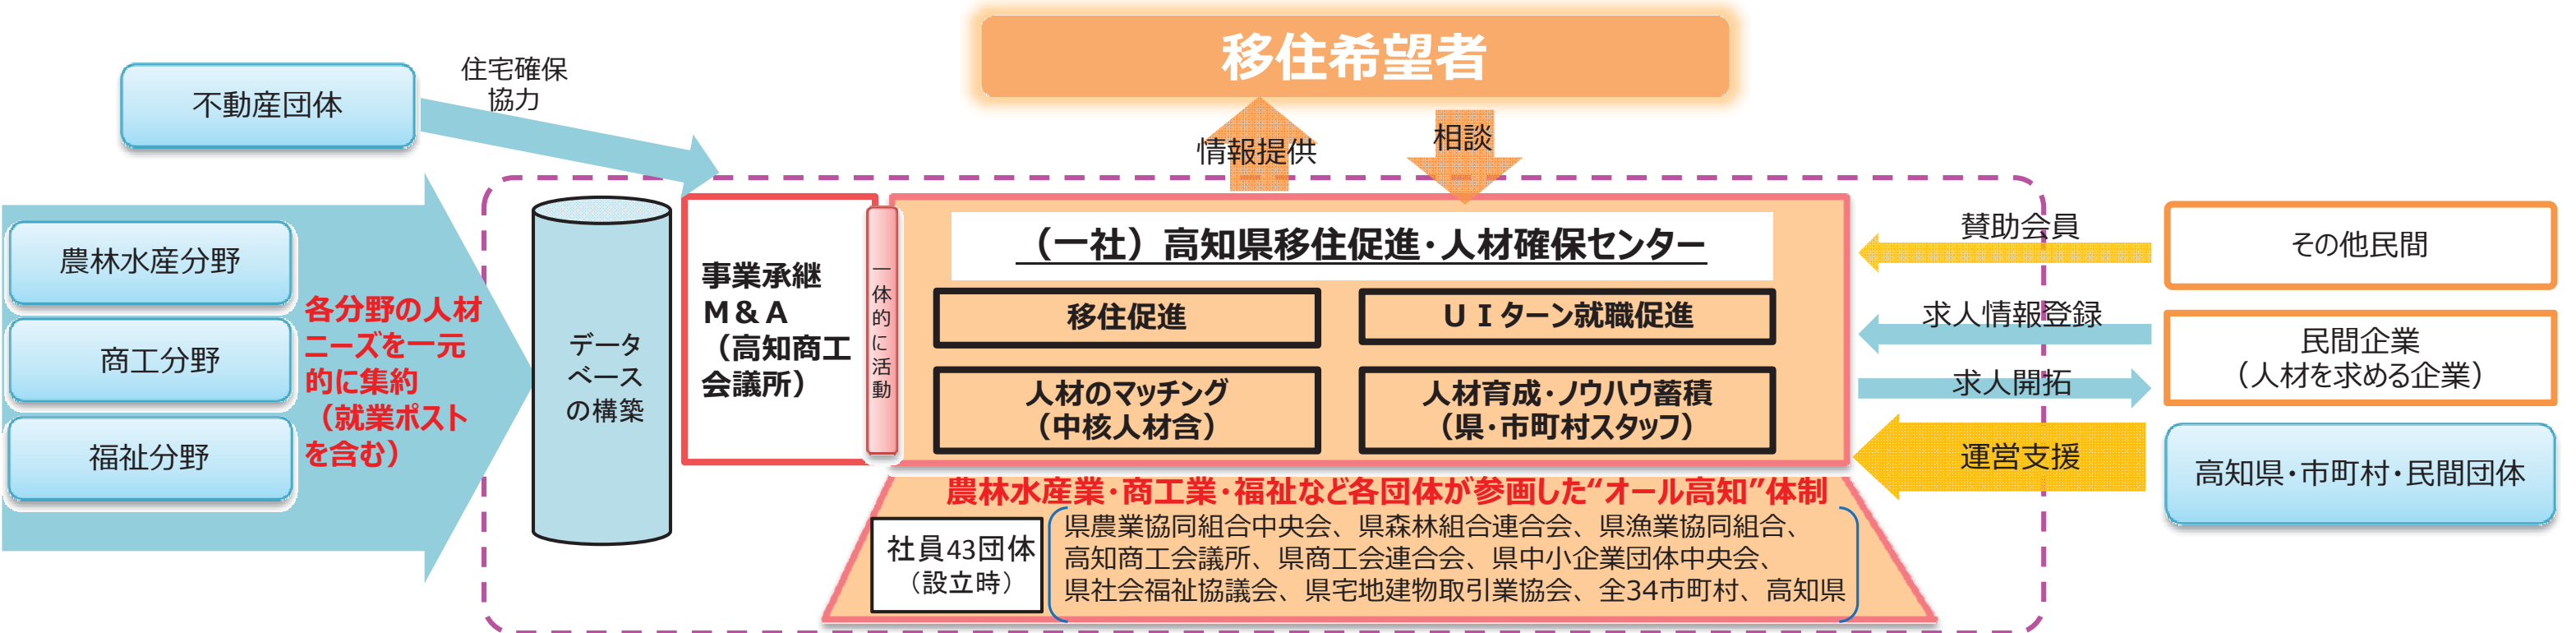 移住希望者
不動産団体
住宅確保
協力
情報提供
相談
農林水産分野
商工分野
福祉分野
各分野の人材
ニーズを一元
的に集約
（就業ポスト
を含む）
データ
ベース
の構築
事業承継
Ｍ＆Ａ
（高知商工
会議所）
一体的に活動
（一社）高知県移住促進・人材確保センター
移住促進
ＵＩターン就職促進
人材のマッチング
（中核人材含）
人材育成・ノウハウ蓄積
（県・市町村スタッフ）
賛助会員
その他民間
求人情報登録
求人開拓
民間企業
（人材を求める企業）
運営支援
高知県・市町村・民間団体
農林水産業・商工業・福祉など各団体が参画した“オール高知”体制
社員43団体
（設立時）
県農業協同組合中央会、県森林組合連合会、県漁業協同組合、
高知商工会議所、県商工会連合会、県中小企業団体中央会、
県社会福祉協議会、県宅地建物取引業協会、全34市町村、高知県